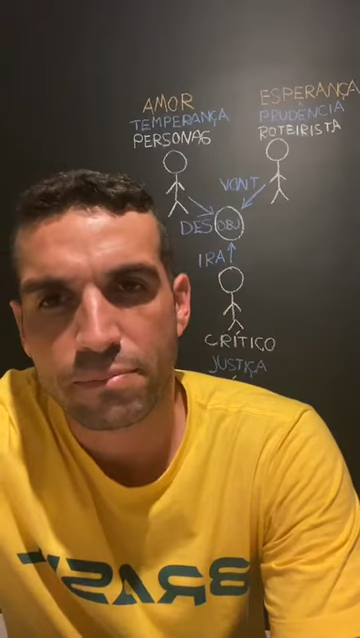 AMOR
TEMPERANÇA
PERSONAS
ESPERANÇA
PRUDÊNCIA
ROTEIRISTA
VONT
DES
OBJ
IRA
CRÍTICO
JUSTIÇA
BRASIL